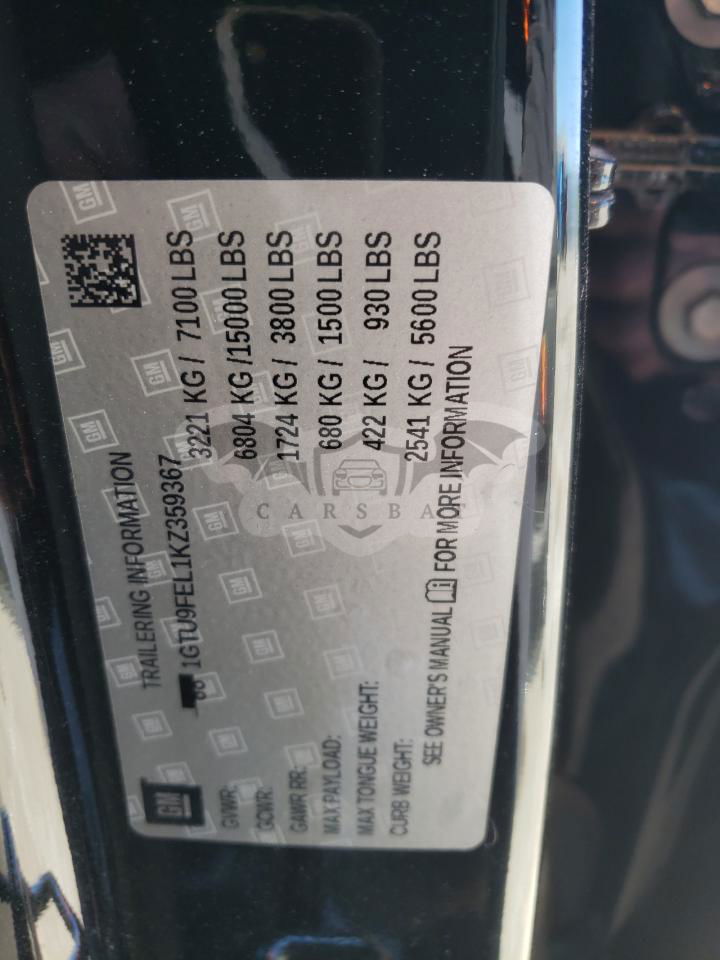 TRAILERING INFORMATION
GM
1GTU9FEL1KZ359367
GVWR: 3221 KG / 7100 LBS
GCWR: 6804 KG /15000 LBS
GAWR RR: 1724 KG / 3800 LBS
MAX PAYLOAD: 680 KG / 1500 LBS
MAX TONGUE WEIGHT: 422 KG / 930 LBS
CURB WEIGHT: 2541 KG / 5600 LBS
SEE OWNER'S MANUAL FOR MORE INFORMATION
CARSBAT